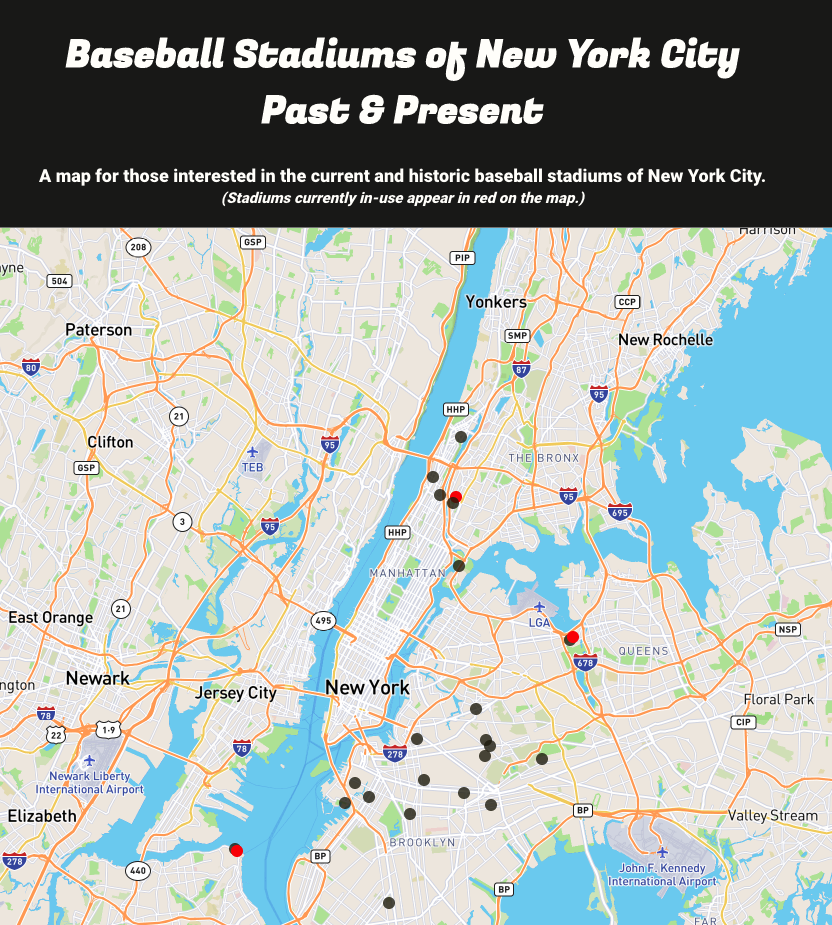 Baseball Stadiums of New York City
Past & Present
A map for those interested in the current and historic baseball stadiums of New York City.
(Stadiums currently in-use appear in red on the map.)
Harrison
208
GSP
PIP
yne
504
Yonkers
CCP
Paterson
SMP
New Rochelle
80
87
95
HHP
21
Clifton
95
THE BRONX
GSP
TEB
95
695
3
95
HHP
MANHATTAN
21
LGA
East Orange
495
NSP
QUEENS
678
Newark
ngton
New York
Jersey City
Floral Park
78
CIP
22
1-9
78
278
Newark Liberty
International Airport
Elizabeth
BP
Valley Stream
BROOKLYN
278
BP
440
John F. Kennedy
International Airport
BP
FAR